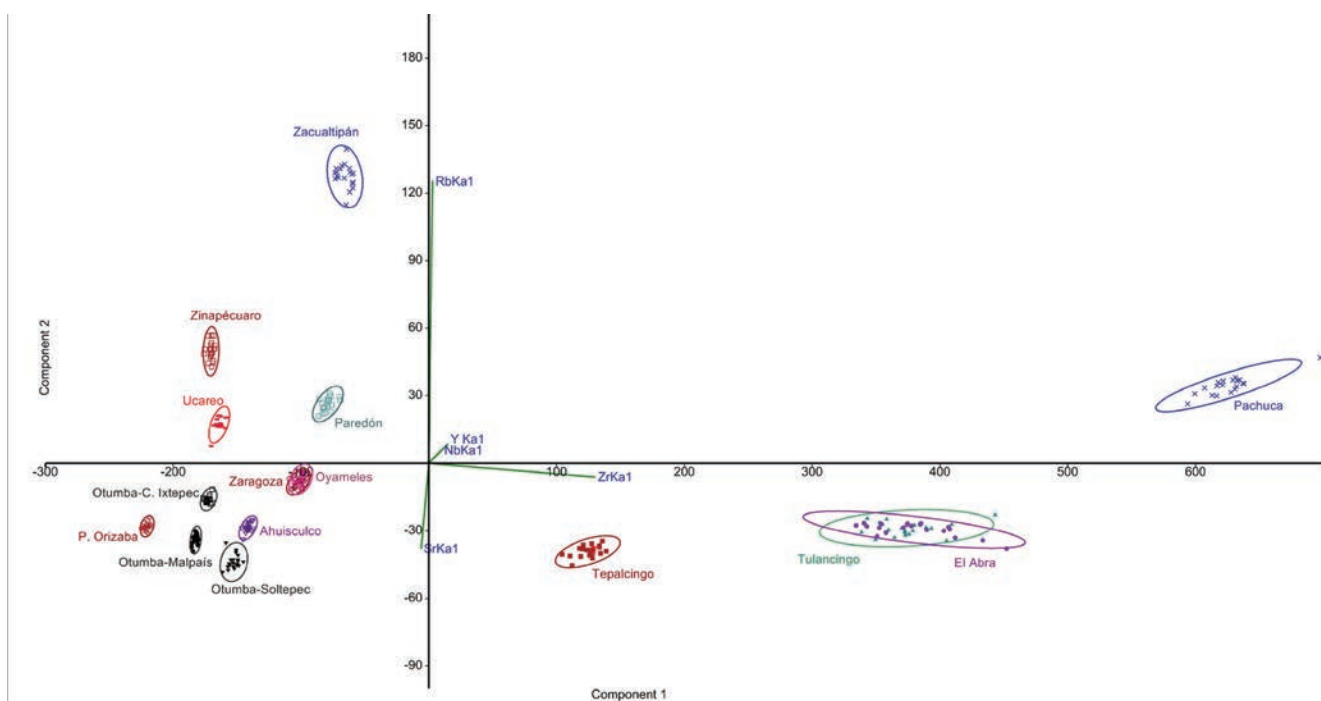 180
150
Zacualtipán
RbKa1
120
90
Component 2
Zinapécuaro
60
Ucareo
30
Paredón
Pachuca
Y Ka1
NbKa1
-300
-200
100
200
300
400
500
600
Zaragoza
Oyameles
ZrKa1
Otumba-C. Ixtepec
P. Orizaba
Ahuisculco
-30
Otumba-Malpaís
SrKa1
Tulancingo
El Abra
Tepalcingo
Otumba-Soltepec
-60
-90
Component 1